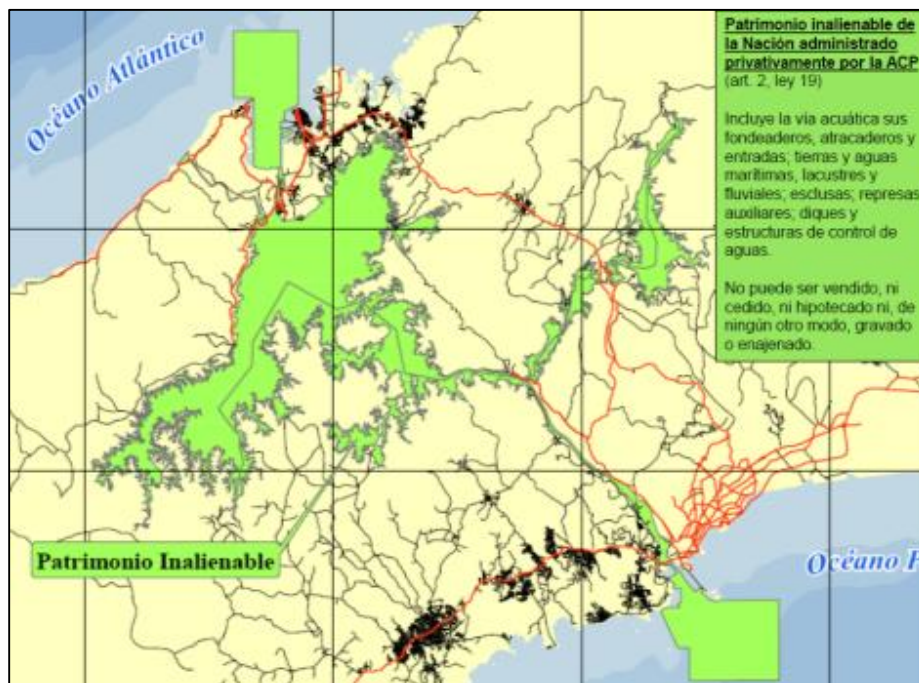 Océano Atlántico
Patrimonio inalienable de
la Nación administrado
privativamente por la ACP
(art. 2, ley 19)
Incluye la vía acuática sus
fondeaderos, atracaderos y
entradas; tierras y aguas
marítimas, lacustres y
fluviales; esclusas; represas
auxiliares; diques y
estructuras de control de
aguas.
No puede ser vendido, ni
cedido, ni hipotecado ni, de
ningún otro modo, gravado
o enajenado.
Patrimonio Inalienable
Océano P